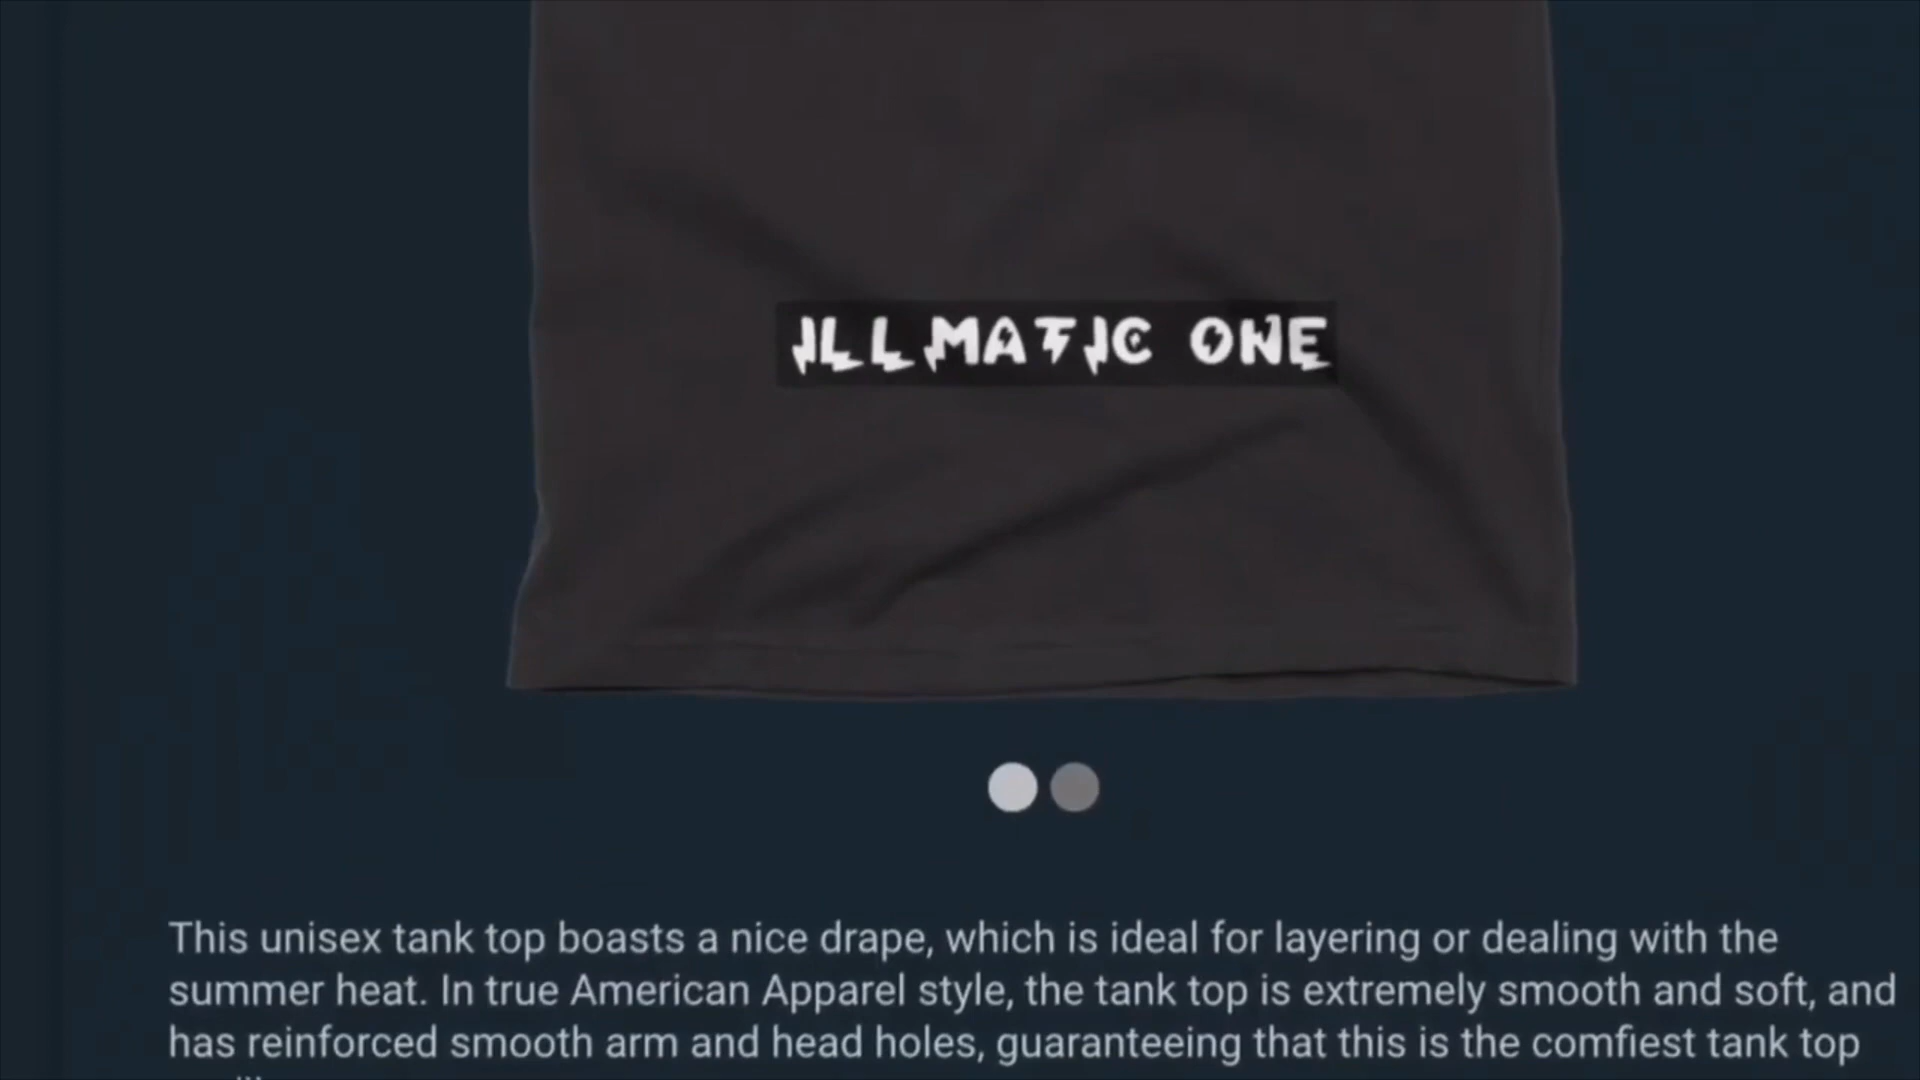 ILLMATIC ONE
This unisex tank top boasts a nice drape, which is ideal for layering or dealing with the
summer heat. In true American Apparel style, the tank top is extremely smooth and soft, and
has reinforced smooth arm and head holes, guaranteeing that this is the comfiest tank top